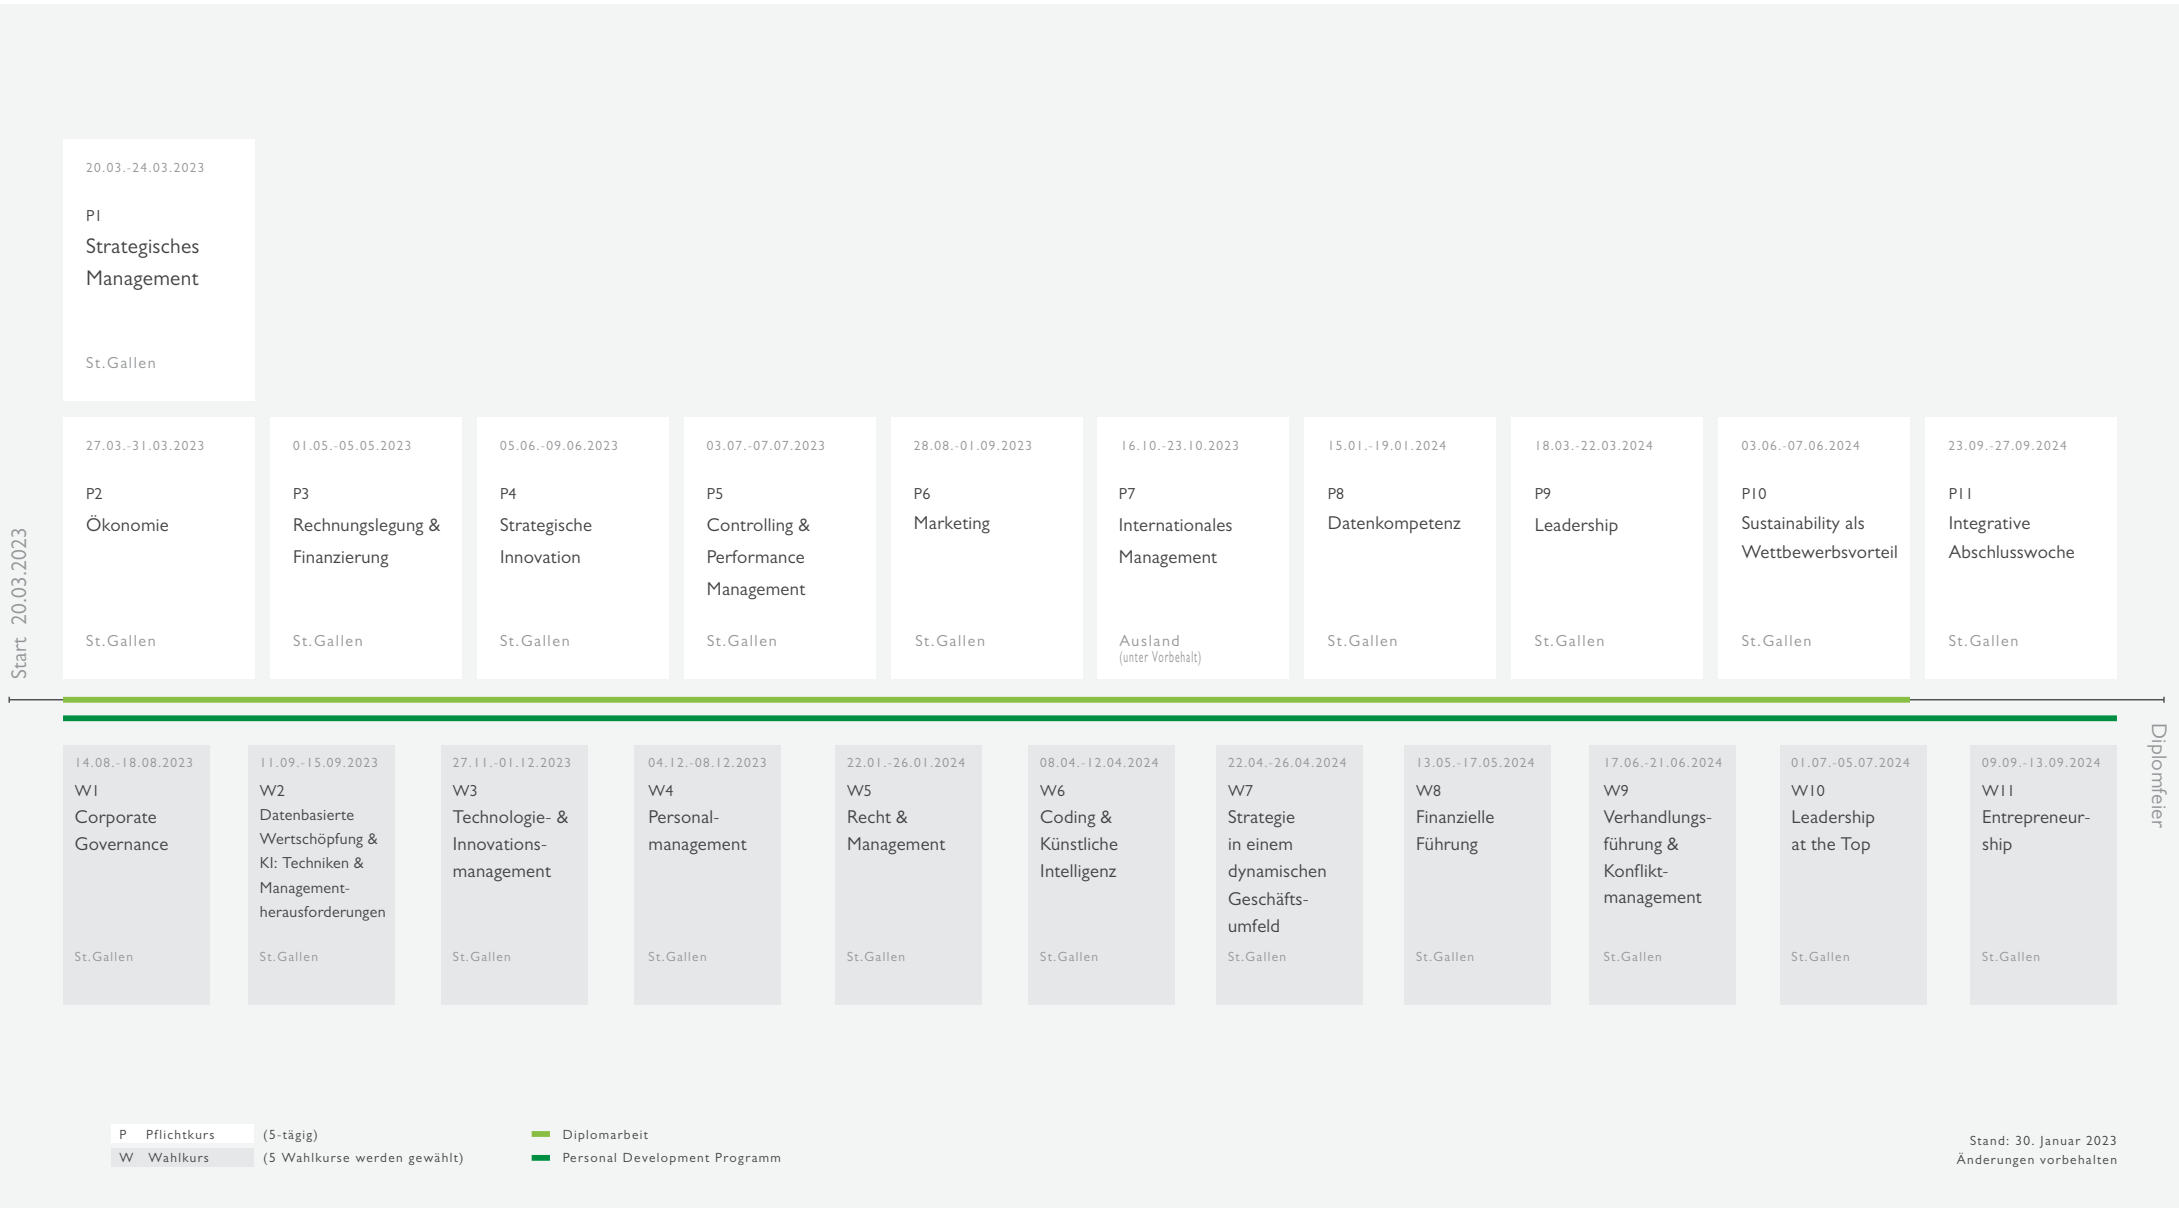 20.03.-24.03.2023
P1
Strategisches
Management
St.Gallen
Start 20.03.2023
27.03.-31.03.2023
P2
Ökonomie
St.Gallen
01.05.-05.05.2023
P3
Rechnungslegung &
Finanzierung
St.Gallen
05.06.-09.06.2023
P4
Strategische
Innovation
St.Gallen
03.07.-07.07.2023
P5
Controlling &
Performance
Management
St.Gallen
28.08.-01.09.2023
P6
Marketing
St.Gallen
16.10.-23.10.2023
P7
Internationales
Management
Ausland
(unter Vorbehalt)
15.01.-19.01.2024
P8
Datenkompetenz
St.Gallen
18.03.-22.03.2024
P9
Leadership
St.Gallen
03.06.-07.06.2024
P10
Sustainability als
Wettbewerbsvorteil
St.Gallen
23.09.-27.09.2024
P11
Integrative
Abschlusswoche
St.Gallen
14.08.-18.08.2023
W1
Corporate
Governance
St.Gallen
11.09.-15.09.2023
W2
Datenbasierte
Wertschöpfung &
KI: Techniken &
Management-
herausforderungen
St.Gallen
27.11.-01.12.2023
W3
Technologie- &
Innovations-
management
St.Gallen
04.12.-08.12.2023
W4
Personal-
management
St.Gallen
22.01.-26.01.2024
W5
Recht &
Management
St.Gallen
08.04.-12.04.2024
W6
Coding &
Künstliche
Intelligenz
St.Gallen
22.04.-26.04.2024
W7
Strategie
in einem
dynamischen
Geschäfts-
umfeld
St.Gallen
13.05.-17.05.2024
W8
Finanzielle
Führung
St.Gallen
17.06.-21.06.2024
W9
Verhandlungs-
führung &
Konflikt-
management
St.Gallen
01.07.-05.07.2024
W10
Leadership
at the Top
St.Gallen
09.09.-13.09.2024
W11
Entrepreneur-
ship
St.Gallen
Diplomfeier
P Pflichtkurs (5-tägig)
W Wahlkurs (5 Wahlkurse werden gewählt)
Diplomarbeit
Personal Development Programm
Stand: 30. Januar 2023
Änderungen vorbehalten